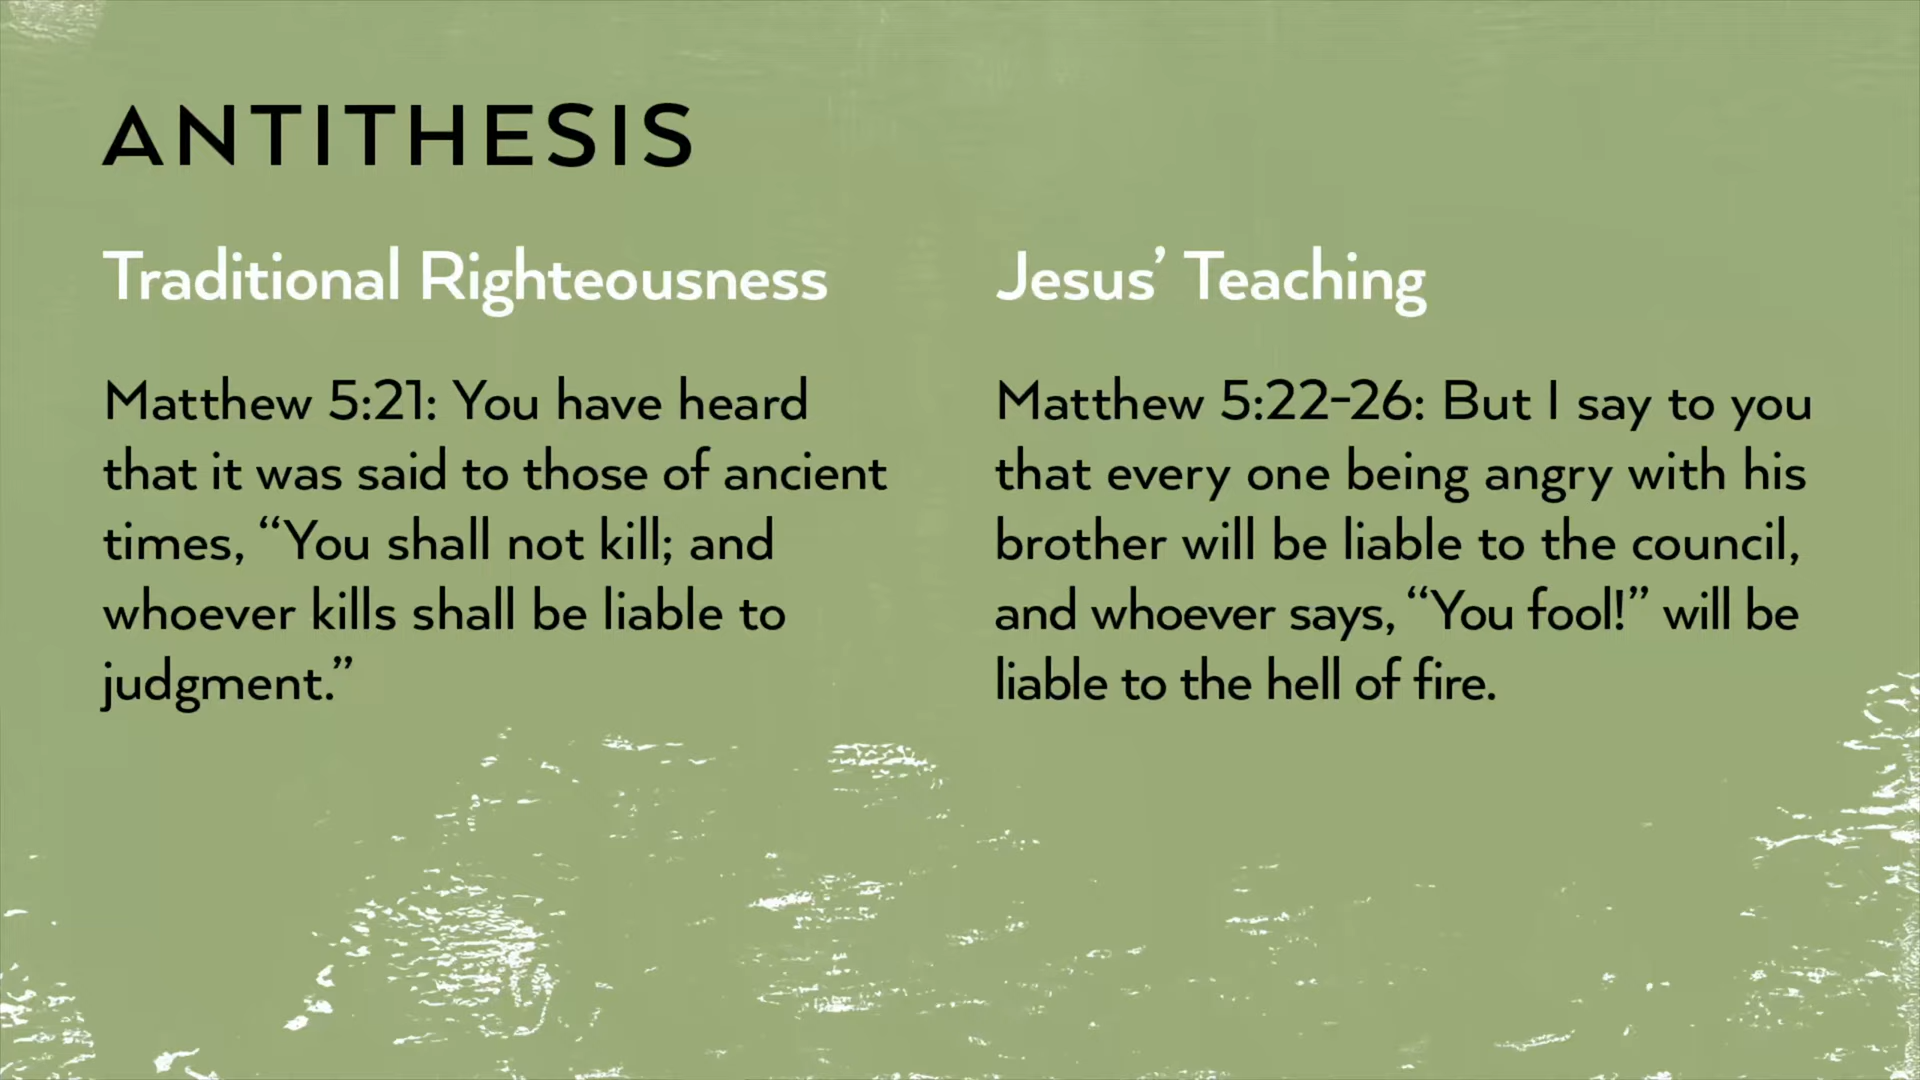 ANTITHESIS
Traditional Righteousness
Matthew 5:21: You have heard
that it was said to those of ancient
times, “You shall not kill; and
whoever kills shall be liable to
judgment.”
Jesus’ Teaching
Matthew 5:22-26: But I say to you
that every one being angry with his
brother will be liable to the council,
and whoever says, “You fool!” will be
liable to the hell of fire.